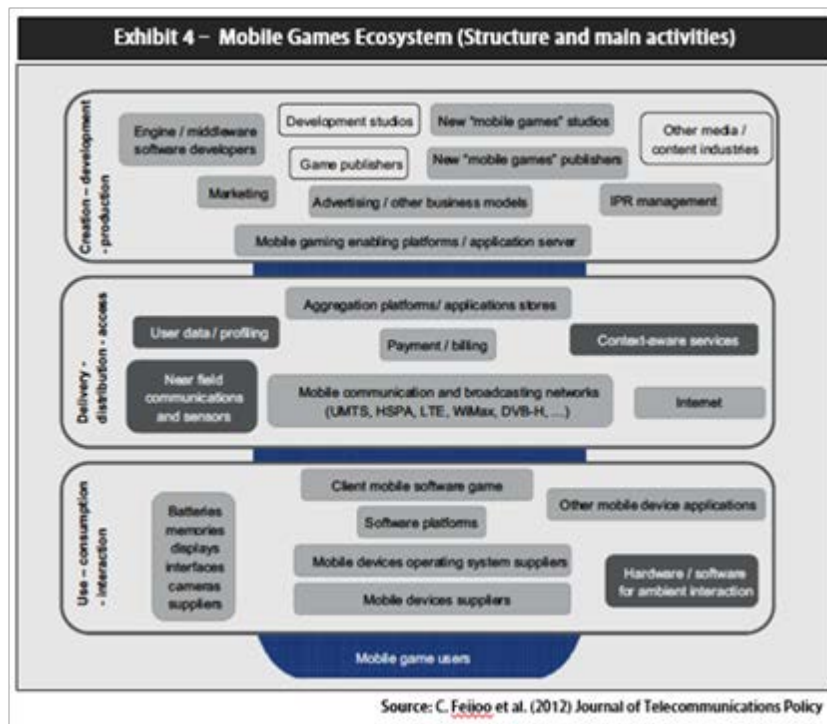 Exhibit 4 – Mobile Games Ecosystem (Structure and main activities)
Creation – development
- production
Engine / middleware
software developers
Development studios
New "mobile games" studios
Other media /
content industries
Game publishers
New "mobile games" publishers
Marketing
Advertising / other business models
IPR management
Mobile gaming enabling platforms / application server
Delivery -
distribution - access
Aggregation platforms/ applications stores
User data / profiling
Payment / billing
Context-aware services
Near field
communications
and sensors
Mobile communication and broadcasting networks
(UMTS, HSPA, LTE, WiMax, DVB-H, ...)
Internet
Use – consumption
- interaction
Batteries
memories
displays
interfaces
cameras
suppliers
Client mobile software game
Other mobile device applications
Software platforms
Mobile devices operating system suppliers
Hardware / software
for ambient interaction
Mobile devices suppliers
Mobile game users
Source: C. Feijoo et al. (2012) Journal of Telecommunications Policy